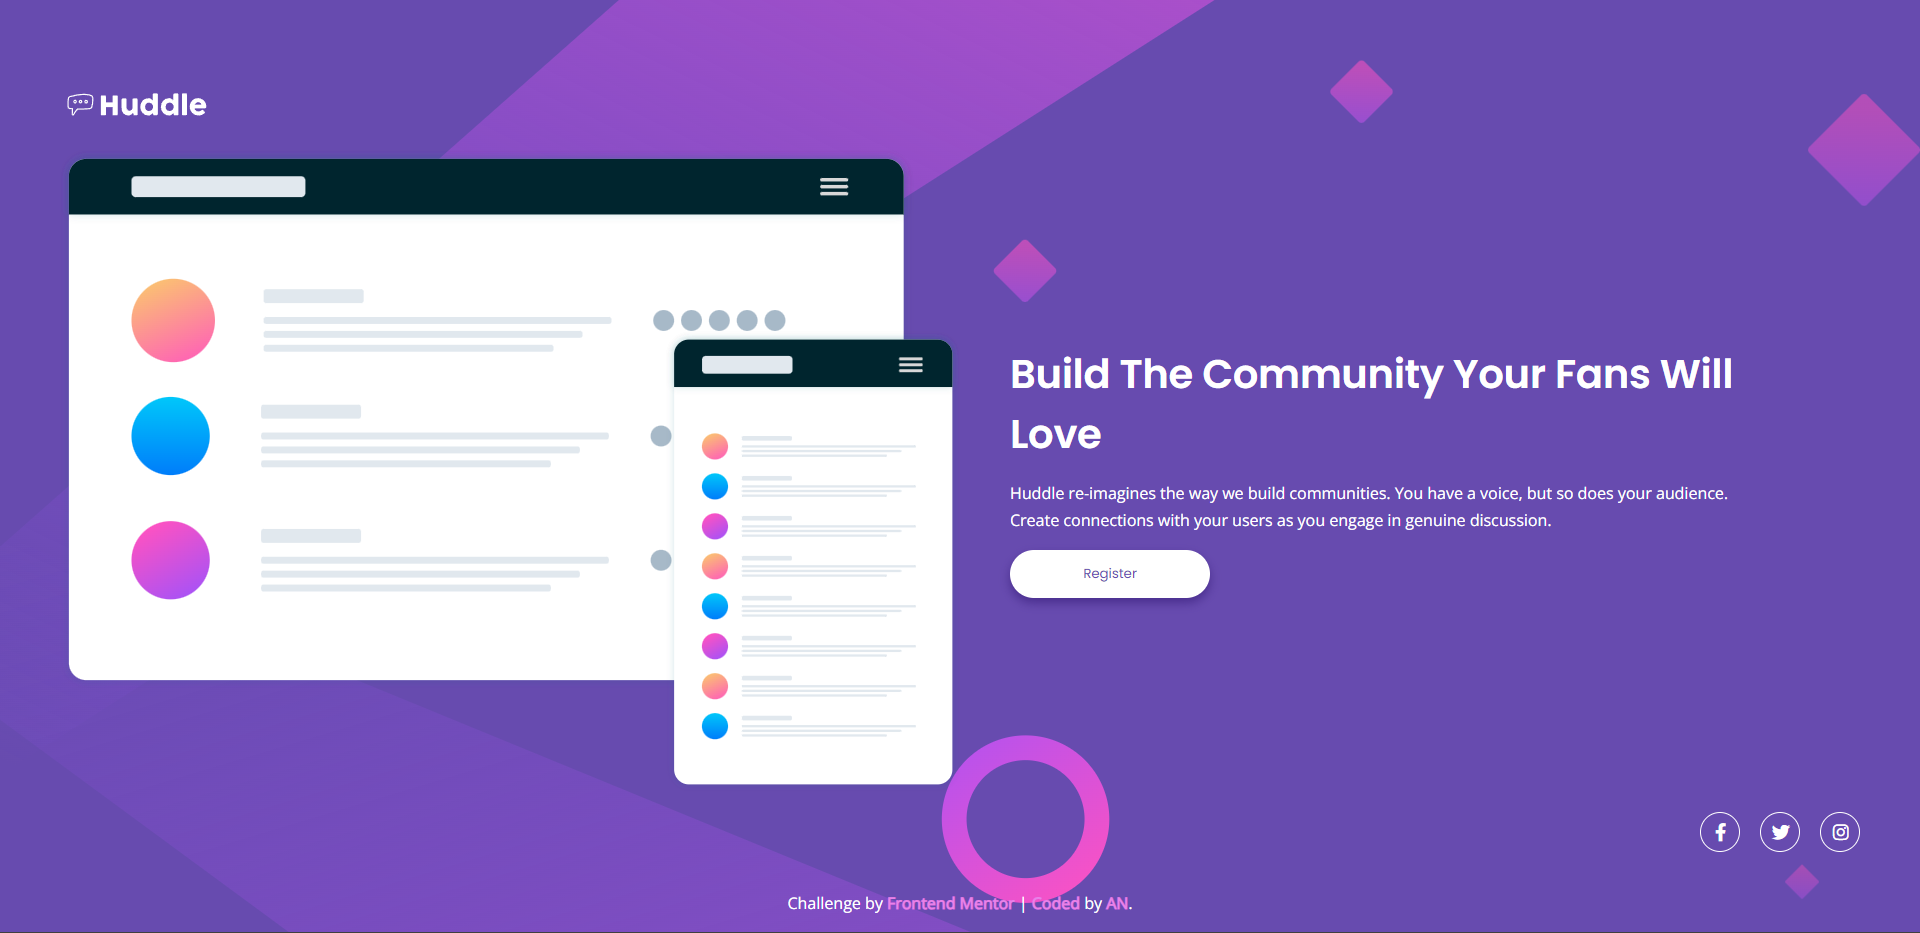 Huddle
Build The Community Your Fans Will
Love
Huddle re-imagines the way we build communities. You have a voice, but so does your audience.
Create connections with your users as you engage in genuine discussion.
Register
Challenge by Frontend Mentor | Coded by AN.